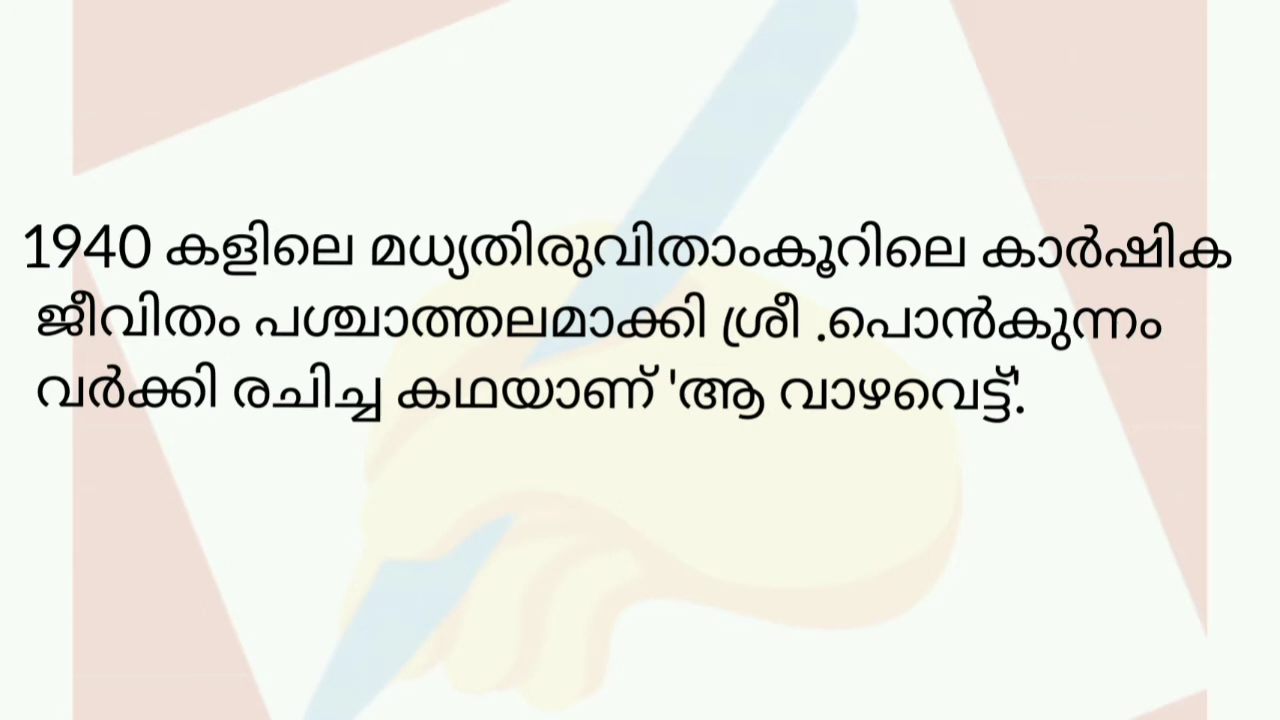 1940 കളിലെ മധ്യതിരുവിതാംകൂറിലെ കാർഷിക
ജീവിതം പശ്ചാത്തലമാക്കി ശ്രീ .പൊൻകുന്നം
വർക്കി രചിച്ച കഥയാണ് 'ആ വാഴവെട്ട്'.